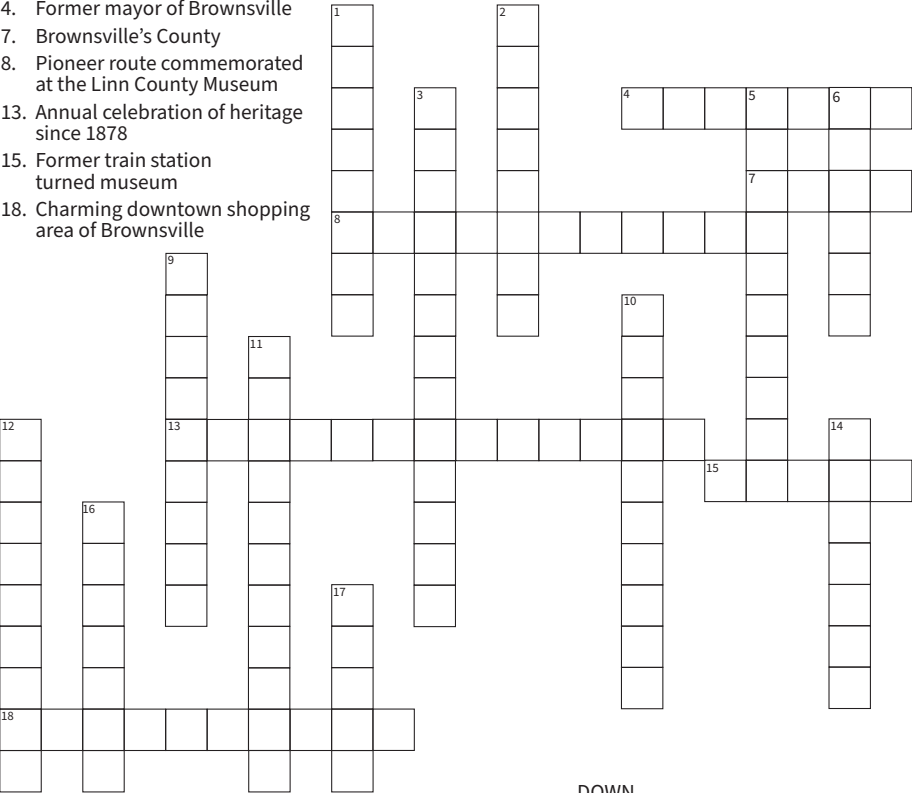 4. Former mayor of Brownsville
7. Brownsville’s County
8. Pioneer route commemorated
at the Linn County Museum
13. Annual celebration of heritage
since 1878
15. Former train station
turned museum
18. Charming downtown shopping
area of Brownsville
1
2
3
4
5
6
7
8
9
10
11
12
13
14
15
16
17
18
DOWN